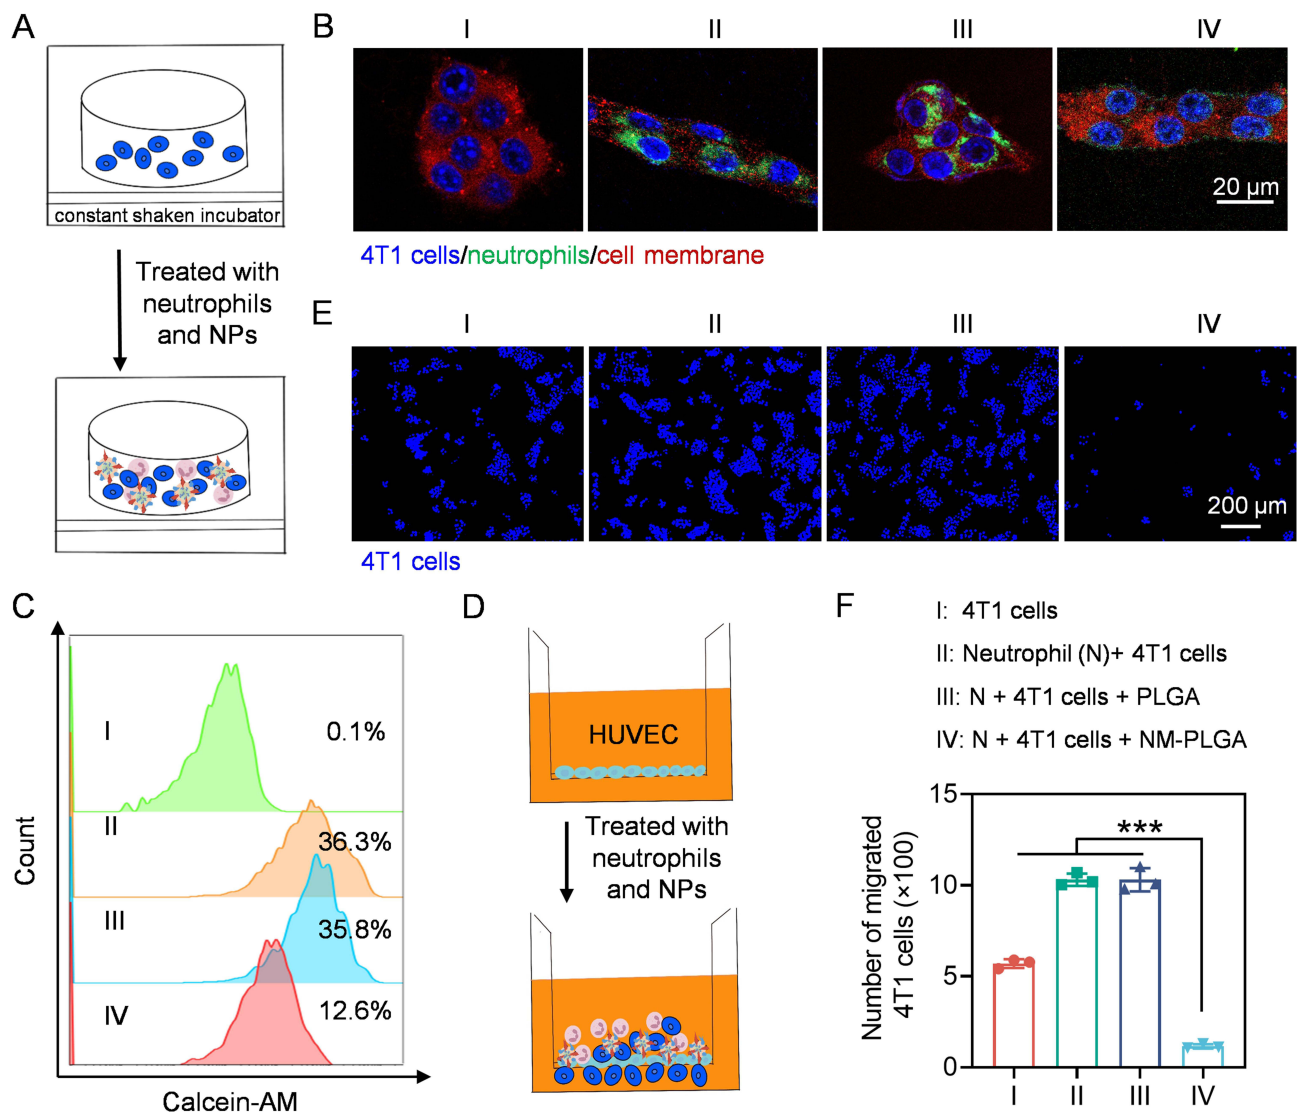 A
constant shaken incubator
Treated with
neutrophils
and NPs
B
I
II
III
IV
20 μm
4T1 cells/neutrophils/cell membrane
E
I
II
III
IV
200 μm
4T1 cells
C
Count
I
0.1%
II
36.3%
III
35.8%
IV
12.6%
Calcein-AM
D
HUVEC
Treated with
neutrophils
and NPs
F
I: 4T1 cells
II: Neutrophil (N)+ 4T1 cells
III: N + 4T1 cells + PLGA
IV: N + 4T1 cells + NM-PLGA
Number of migrated
4T1 cells (×100)
15
10
5
0
***
I
II
III
IV